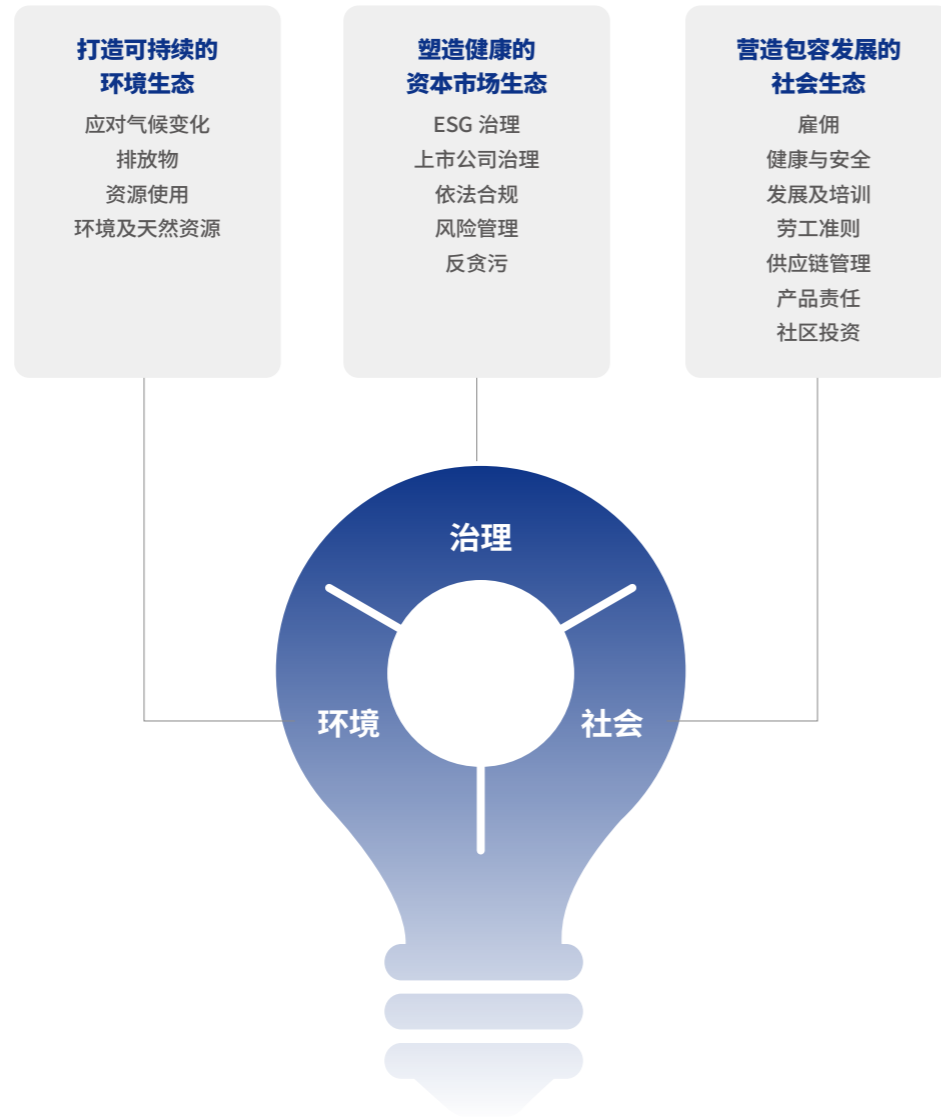 打造可持续的
环境生态
应对气候变化
排放物
资源使用
环境及天然资源
塑造健康的
资本市场生态
ESG 治理
上市公司治理
依法合规
风险管理
反贪污
营造包容发展的
社会生态
雇佣
健康与安全
发展及培训
劳工准则
供应链管理
产品责任
社区投资
治理
环境
社会